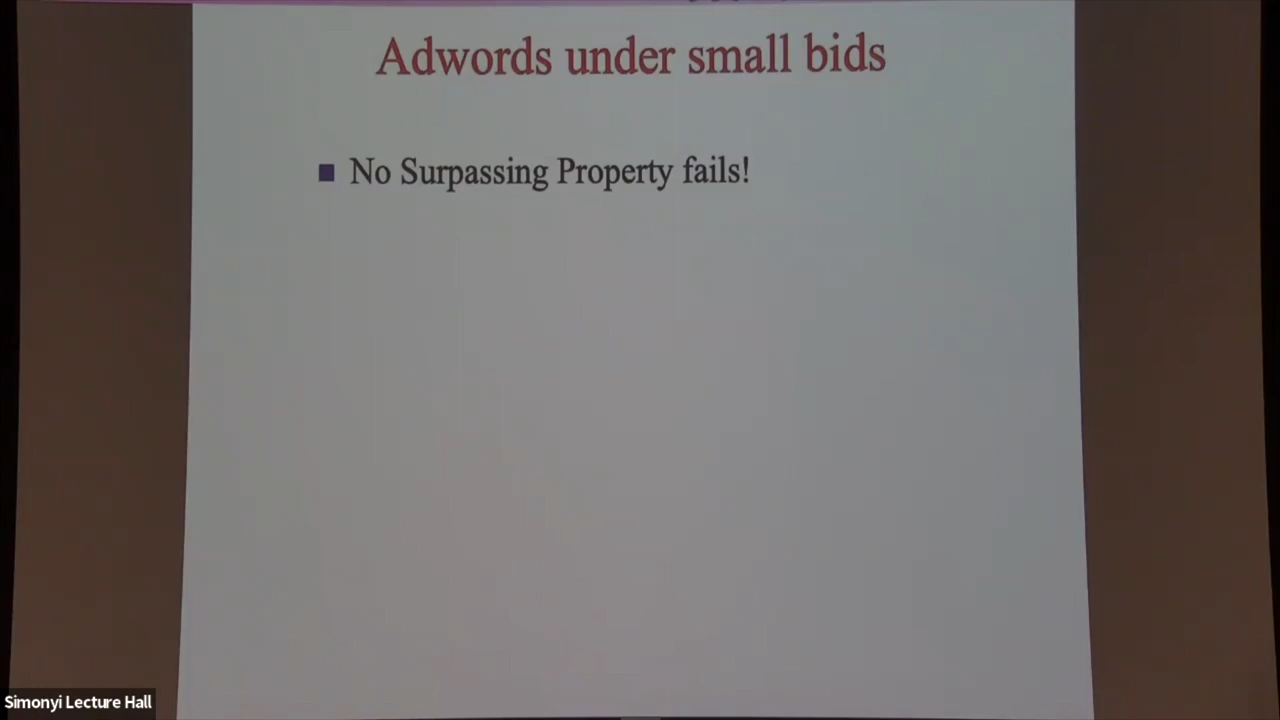 Adwords under small bids
No Surpassing Property fails!
Simonyi Lecture Hall